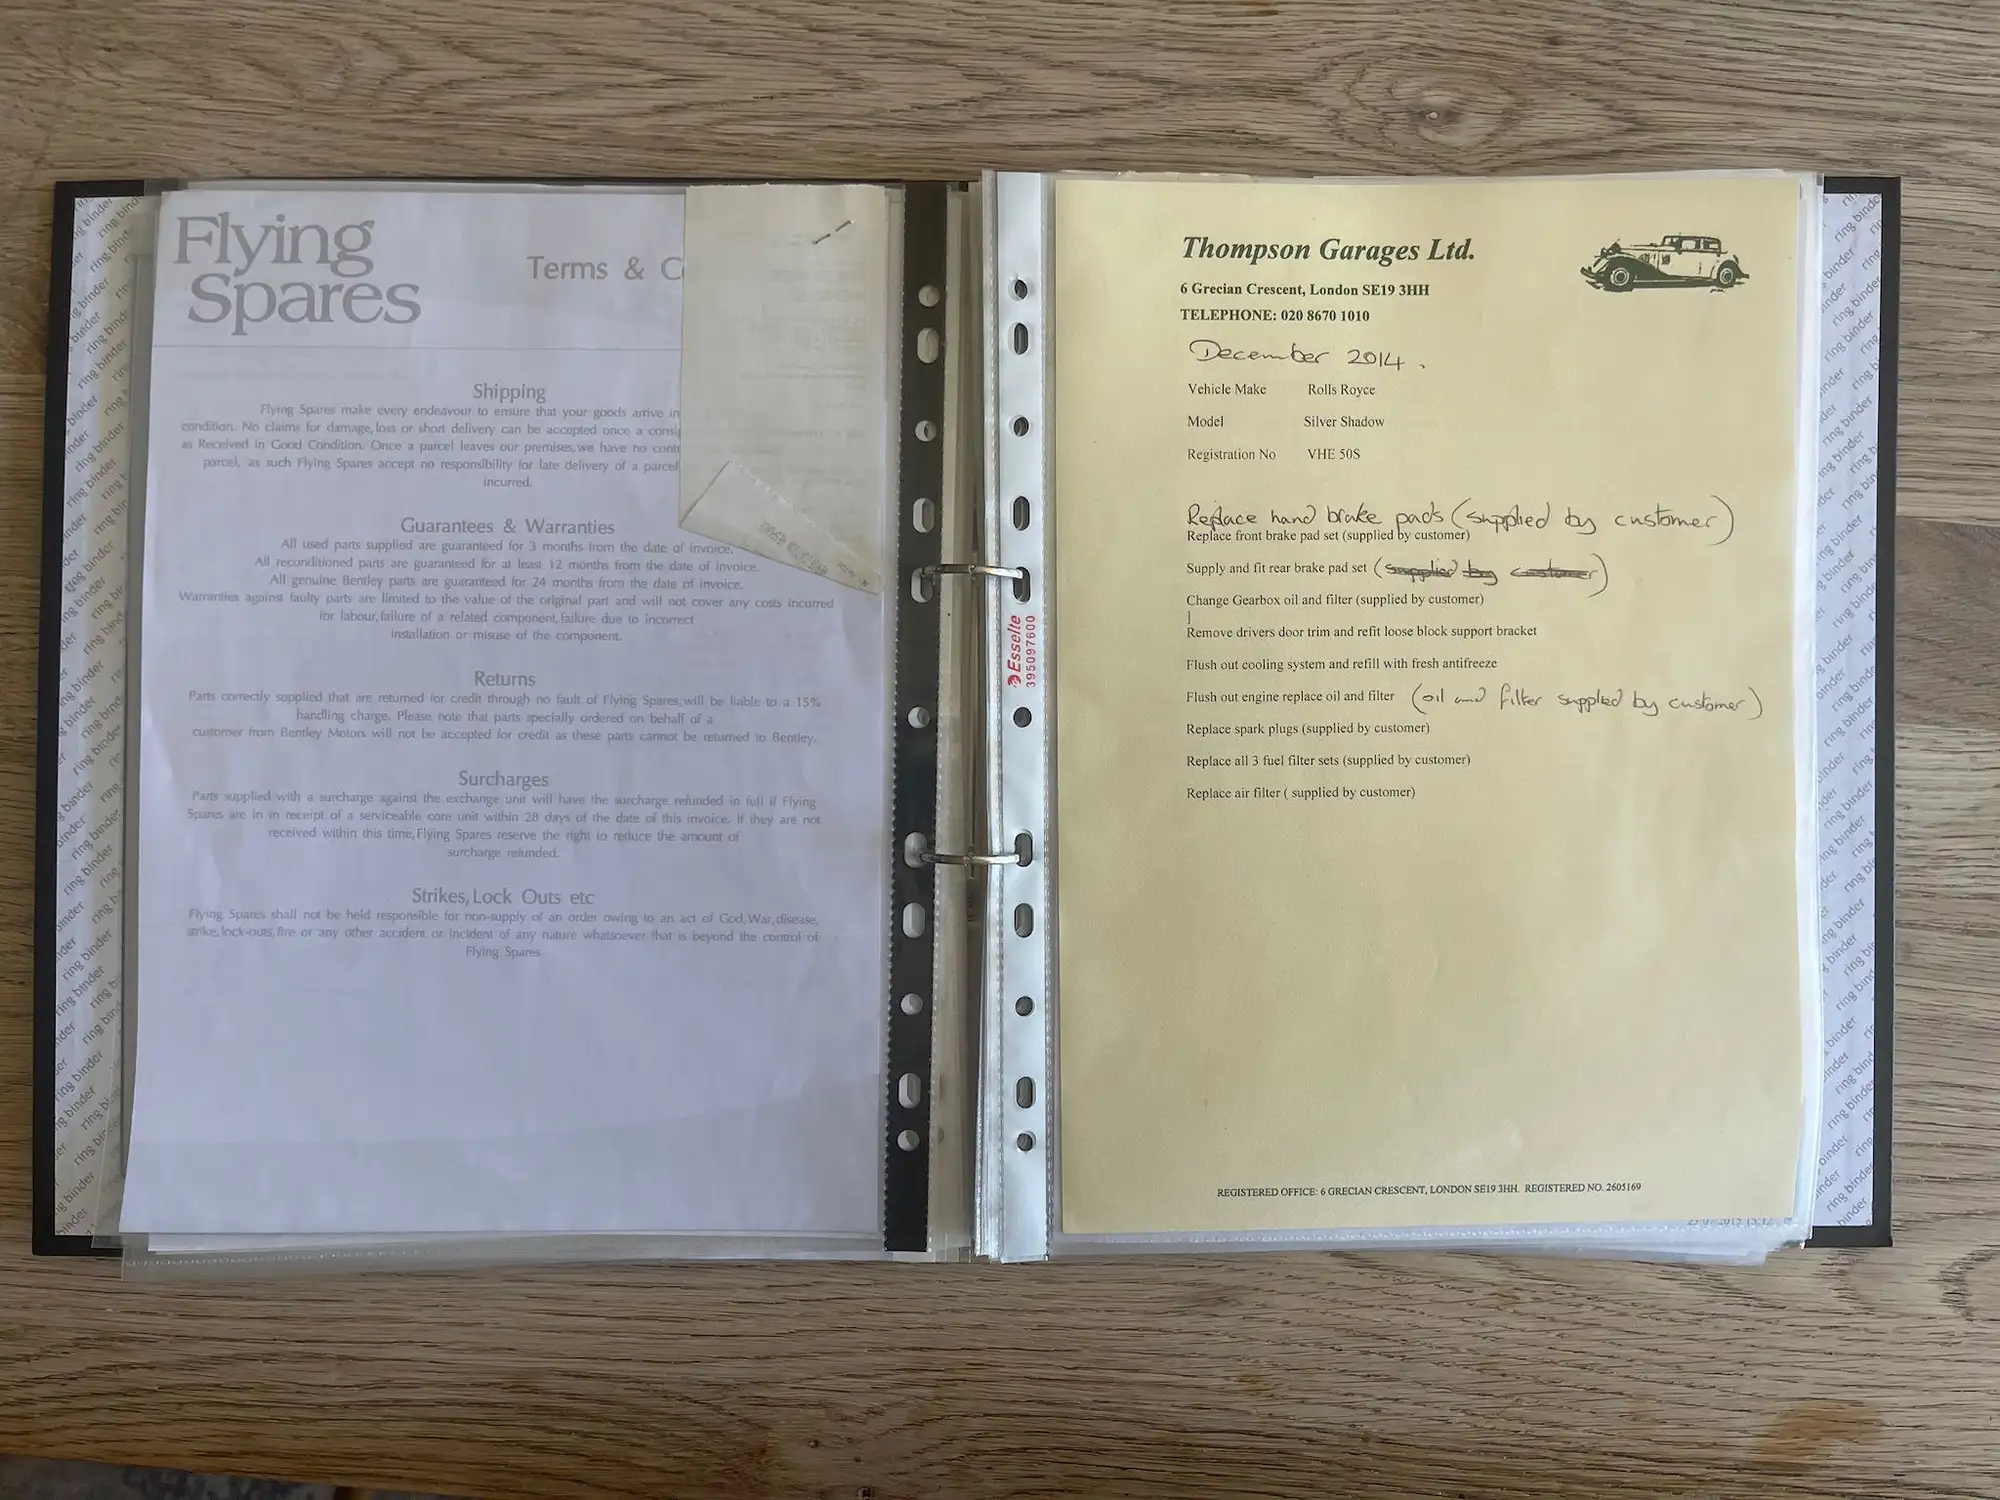 Flying
Spares
Terms & C
Shipping
Flying Spares make every endeavour to ensure that your goods arrive in
condition. No claims for damage, loss or short delivery can be accepted once a
as Received in Good Condition. Once a parcel leaves our premises, we have no
parcel, as such Flying Spares accept no responsibility for late delivery of a parcel
incurred.
Guarantees & Warranties
All used parts supplied are guaranteed for 3 months from the date of invoice.
All reconditioned parts are guaranteed for at least 12 months from the date of invoice.
All genuine Bentley parts are guaranteed for 24 months from the date of invoice.
Warranties against faulty parts are limited to the value of the original part and will not cover any costs incurred
for labour, failure of a related component, failure due to incorrect
installation or misuse of the component.
Returns
Parts correctly supplied that are returned for credit through no fault of Flying Spares, will be liable to a 15%
handling charge. Please note that parts specially ordered on behalf of a
customer from Bentley Motors will not be accepted for credit as these parts cannot be returned to Bentley.
Surcharges
Parts supplied with a surcharge against the exchange unit will have the surcharge refunded in full if Flying
Spares are in in receipt of a serviceable core unit within 28 days of the date of this invoice. If they are not
received within this time, Flying Spares reserve the right to reduce the amount of
surcharge refunded.
Strikes, Lock Outs etc
Flying Spares shall not be held responsible for non-supply of an order owing to an act of God, War, disease,
strike, lock-outs, fire or any other accident or incident of any nature whatsoever that is beyond the control of
Flying Spares
Esselte
395097600
Thompson Garages Ltd.
6 Grecian Crescent, London SE19 3HH
TELEPHONE: 020 8670 1010
December 2014.
Vehicle Make Rolls Royce
Model Silver Shadow
Registration No VHE 50S
Replace hand brake pads (supplied by customer)
Replace front brake pad set (supplied by customer)
Supply and fit rear brake pad set (supplied by customer)
Change Gearbox oil and filter (supplied by customer)
Remove drivers door trim and refit loose block support bracket
Flush out cooling system and refill with fresh antifreeze
Flush out engine replace oil and filter (oil and filter supplied by customer)
Replace spark plugs (supplied by customer)
Replace all 3 fuel filter sets (supplied by customer)
Replace air filter ( supplied by customer)
REGISTERED OFFICE: 6 GRECIAN CRESCENT, LONDON SE19 3HH. REGISTERED NO. 2605169
ring binder